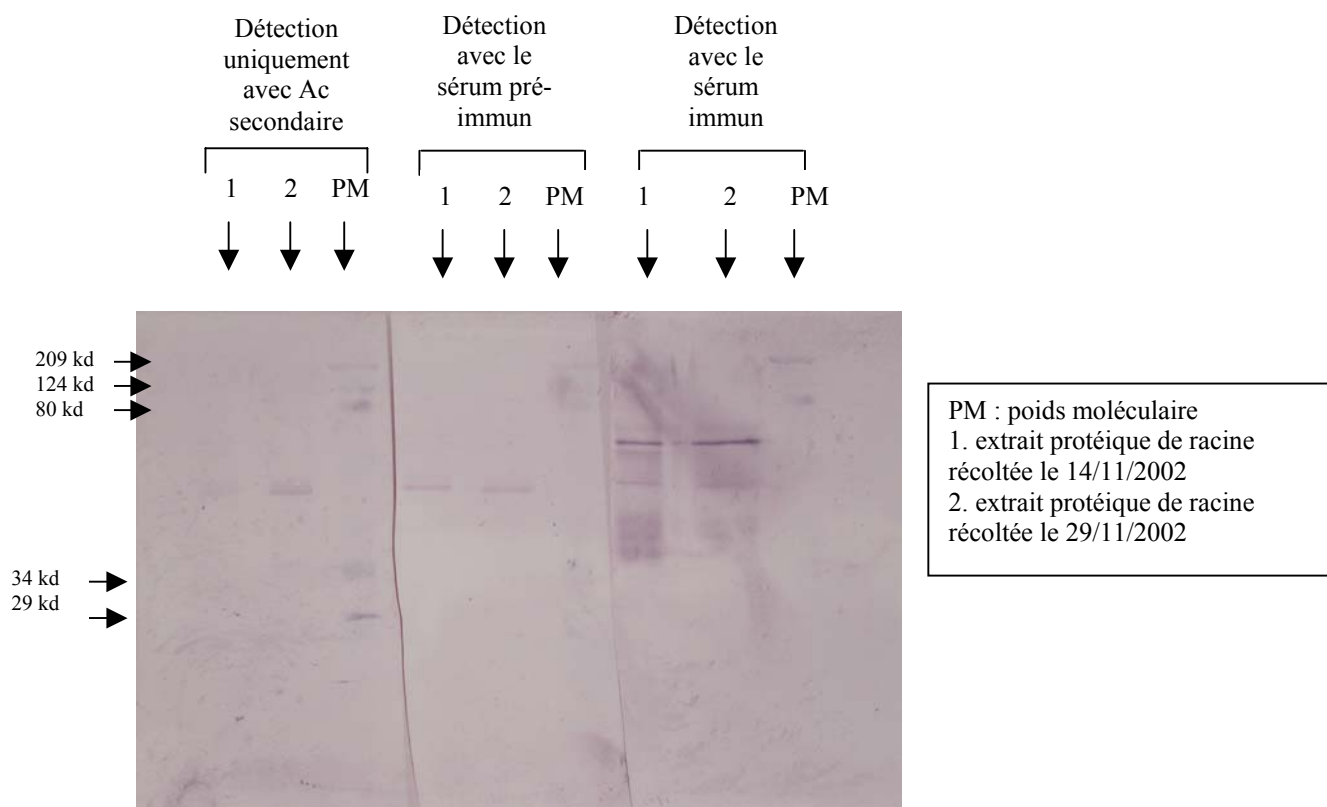 Détection
uniquement
avec Ac
secondaire
Détection
avec le
sérum pré-
immun
Détection
avec le
sérum
immun
1 2 PM
1 2 PM
1 2 PM
209 kd
124 kd
80 kd
34 kd
29 kd
PM : poids moléculaire
1. extrait protéique de racine
récoltée le 14/11/2002
2. extrait protéique de racine
récoltée le 29/11/2002